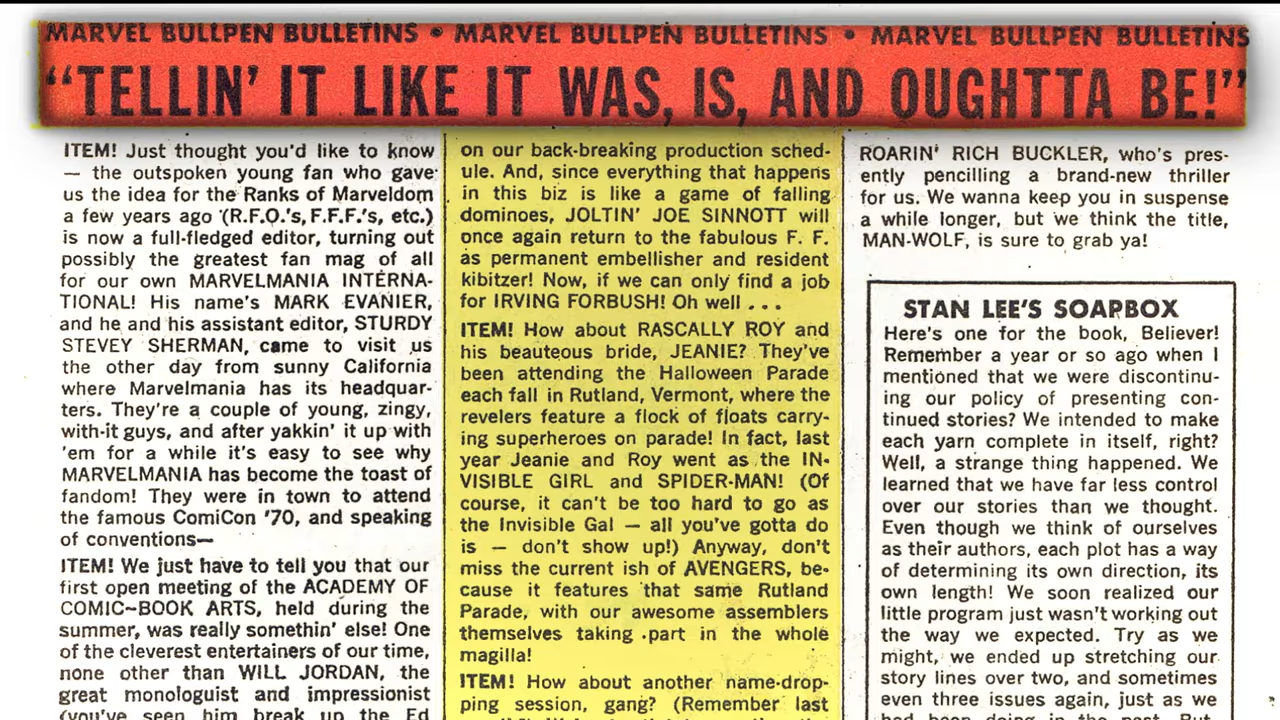 MARVEL BULLPEN BULLETINS • MARVEL BULLPEN BULLETINS • MARVEL BULLPEN BULLETINS
“TELLIN’ IT LIKE IT WAS, IS, AND OUGHTTA BE!”
ITEM! Just thought you’d like to know
— the outspoken young fan who gave
us the idea for the Ranks of Marveldom
a few years ago (R.F.O.’s, F.F.F.’s, etc.)
is now a full-fledged editor, turning out
possibly the greatest fan mag of all
for our own MARVELMANIA INTERNA-
TIONAL! His name’s MARK EVANIER,
and he and his assistant editor, STURDY
STEVEY SHERMAN, came to visit us
the other day from sunny California
where Marvelmania has its headquar-
ters. They’re a couple of young, zingy,
with-it guys, and after yakkin’ it up with
’em for a while it’s easy to see why
MARVELMANIA has become the toast of
fandom! They were in town to attend
the famous ComiCon ’70, and speaking
of conventions—
ITEM! We just have to tell you that our
first open meeting of the ACADEMY OF
COMIC-BOOK ARTS, held during the
summer, was really somethin’ else! One
of the cleverest entertainers of our time,
none other than WILL JORDAN, the
great monologuist and impressionist
(you’ve seen him break up the Ed
on our back-breaking production sched-
ule. And, since everything that happens
in this biz is like a game of falling
dominoes, JOLTIN’ JOE SINNOTT will
once again return to the fabulous F. F.
as permanent embellisher and resident
kibitzer! Now, if we can only find a job
for IRVING FORBUSH! Oh well . . .
ITEM! How about RASCALLY ROY and
his beauteous bride, JEANIE? They’ve
been attending the Halloween Parade
each fall in Rutland, Vermont, where the
revelers feature a flock of floats carry-
ing superheroes on parade! In fact, last
year Jeanie and Roy went as the IN-
VISIBLE GIRL and SPIDER-MAN! (Of
course, it can’t be too hard to go as
the Invisible Gal — all you’ve gotta do
is — don’t show up!) Anyway, don’t
miss the current ish of AVENGERS, be-
cause it features that same Rutland
Parade, with our awesome assemblers
themselves taking part in the whole
magilla!
ITEM! How about another name-drop-
ping session, gang? (Remember last
ROARIN’ RICH BUCKLER, who’s pres-
ently pencilling a brand-new thriller
for us. We wanna keep you in suspense
a while longer, but we think the title,
MAN-WOLF, is sure to grab ya!
STAN LEE’S SOAPBOX
Here’s one for the book, Believer!
Remember a year or so ago when I
mentioned that we were discontinu-
ing our policy of presenting con-
tinued stories? We intended to make
each yarn complete in itself, right?
Well, a strange thing happened. We
learned that we have far less control
over our stories than we thought.
Even though we think of ourselves
as their authors, each plot has a way
of determining its own direction, its
own length! We soon realized our
little program just wasn’t working out
the way we expected. Try as we
might, we ended up stretching our
story lines over two, and sometimes
even three issues again, just as we
had been doing in the past. But